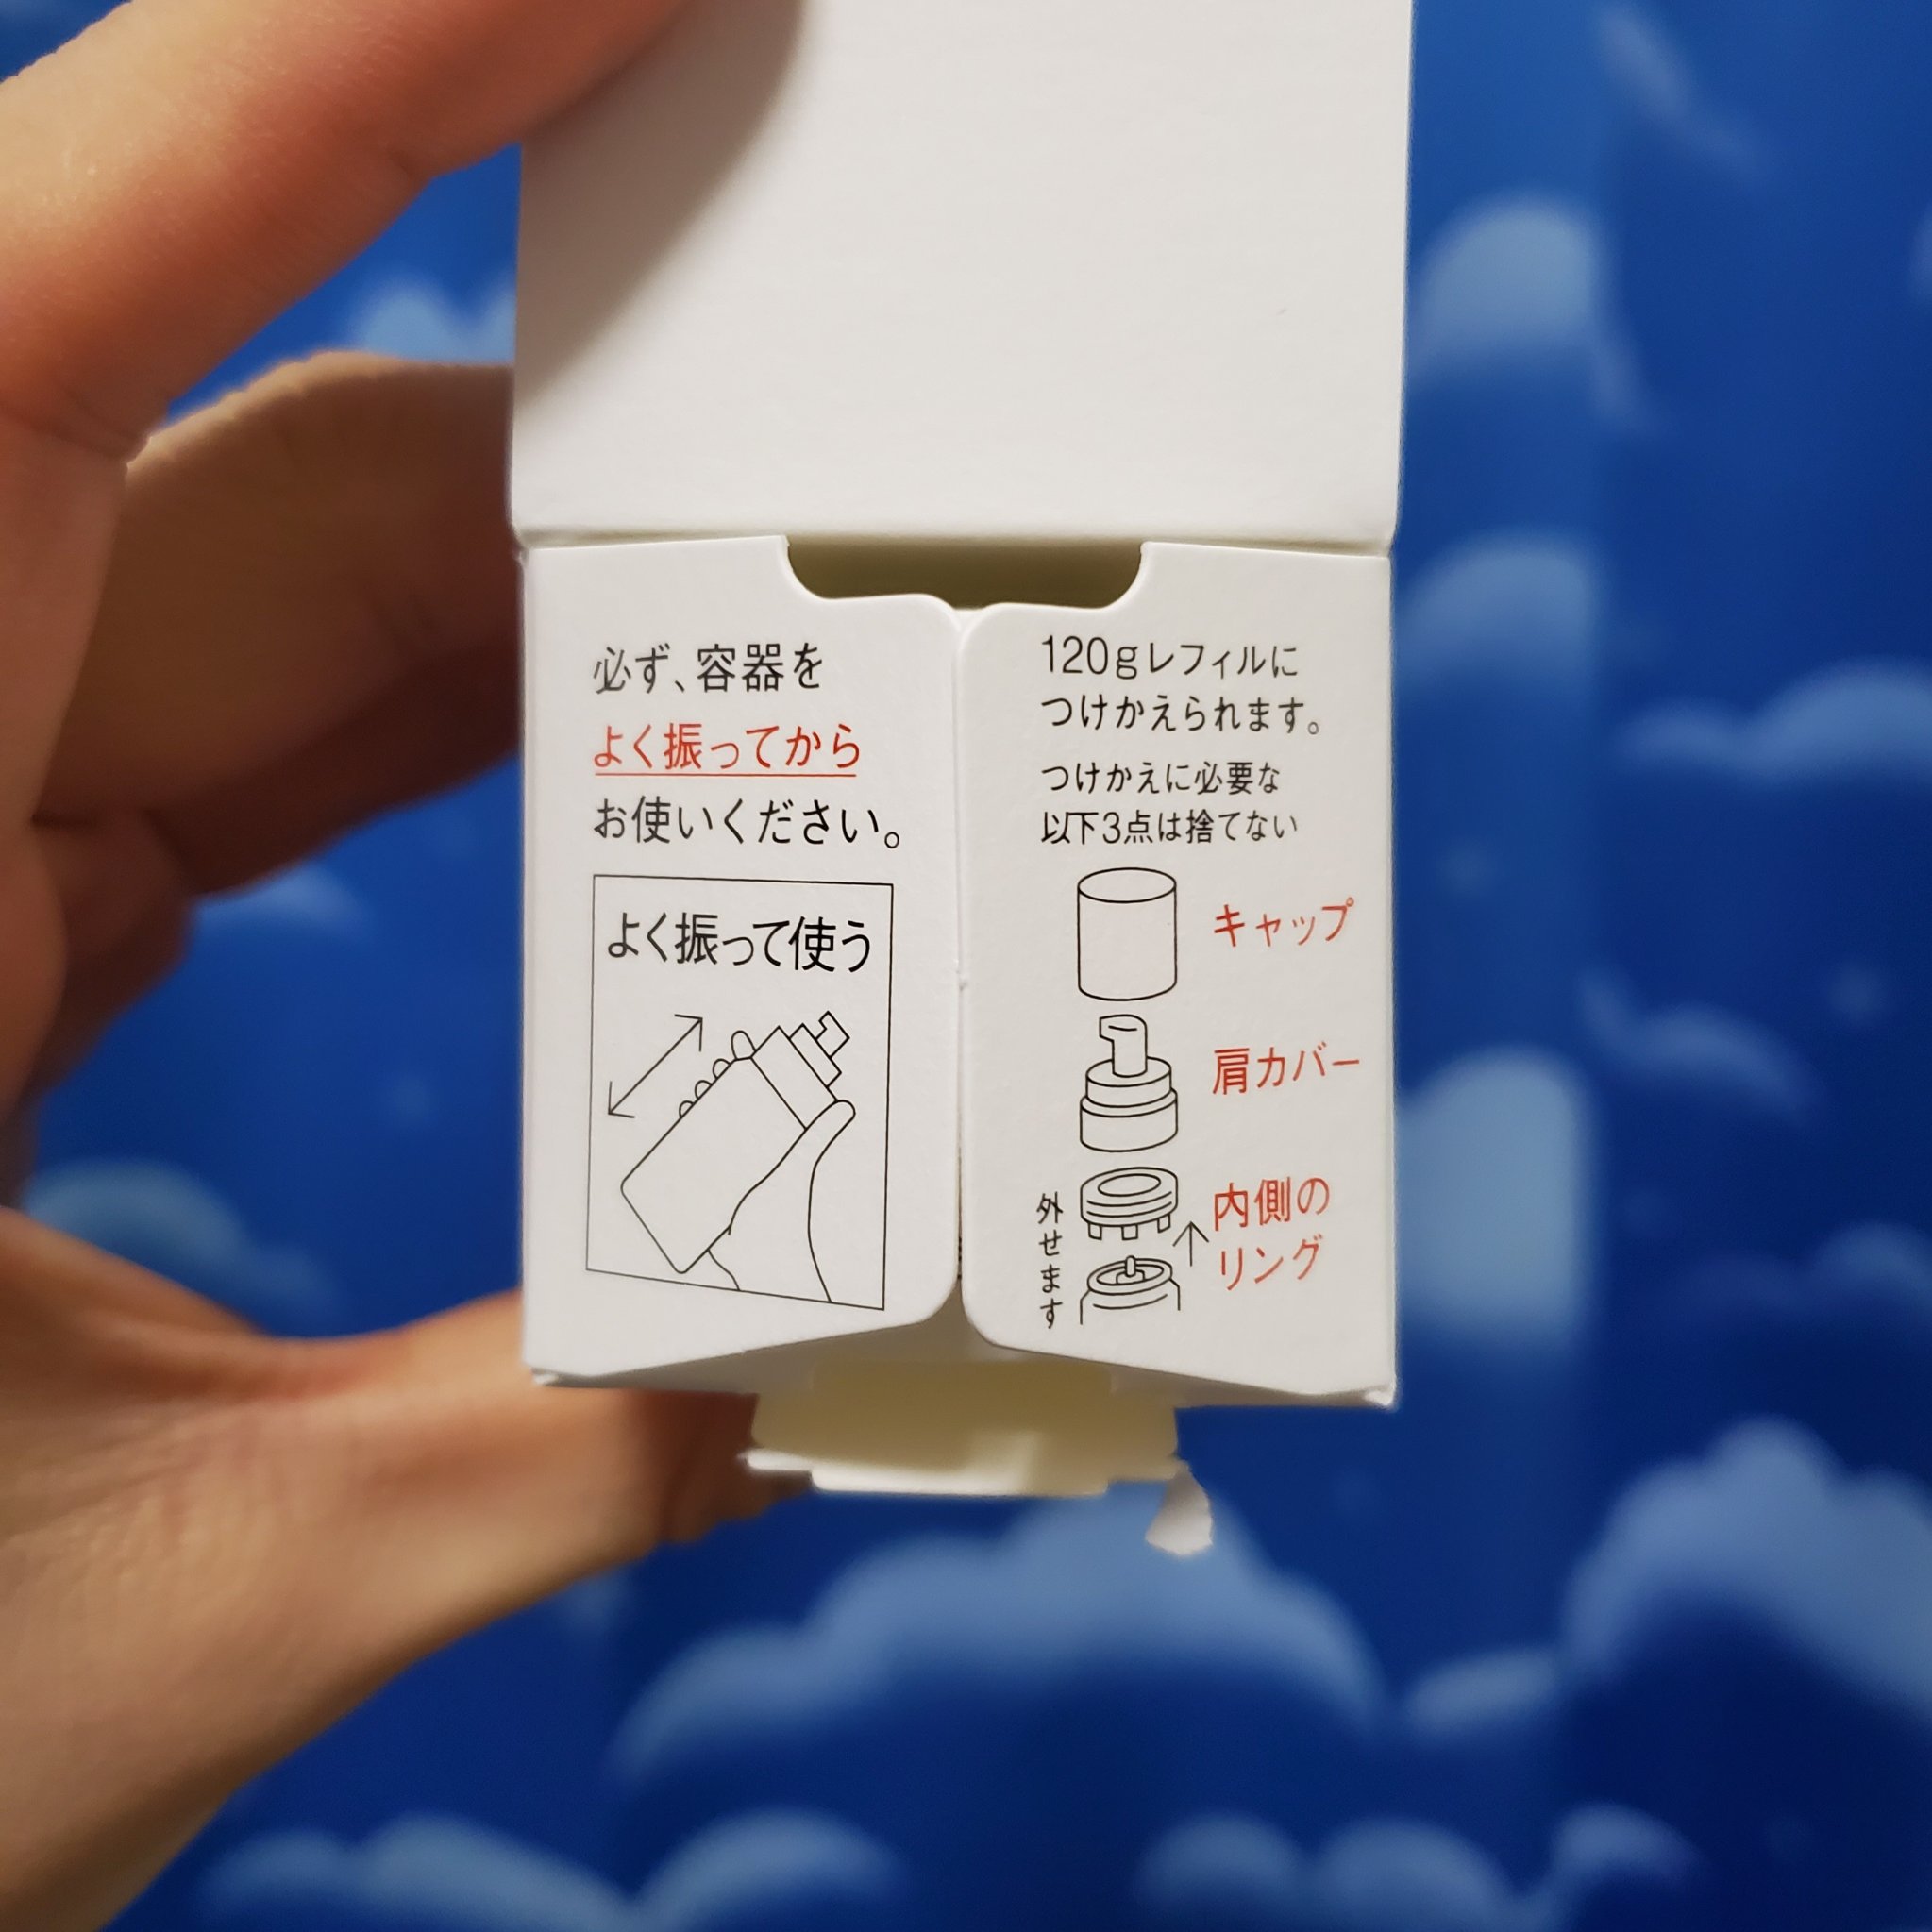 必ず、容器を
よく振ってから
お使いください。
よく振って使う
120gレフィルに
つけかえられます。
つけかえに必要な
以下3点は捨てない
キャップ
肩カバー
内側の
リング
外せます